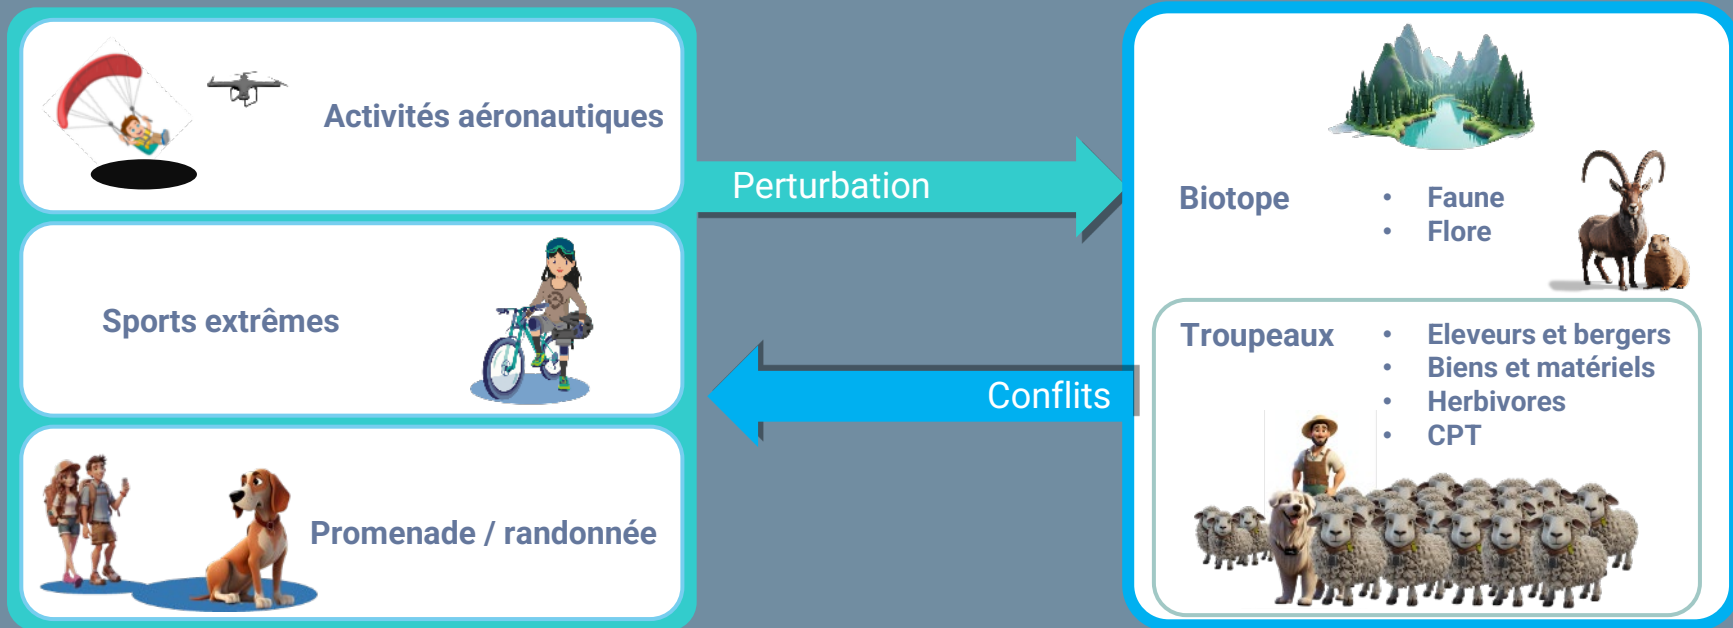 Activités aéronautiques
Sports extrêmes
Promenade / randonnée
Perturbation
Conflits
Biotope
• Faune
• Flore
Troupeaux
• Eleveurs et bergers
• Biens et matériels
• Herbivores
• CPT